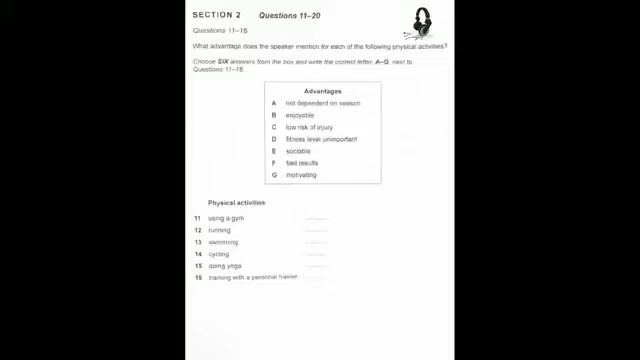 SECTION 2 Questions 11–20
Questions 11–16
What advantage does the speaker mention for each of the following physical activities?
Choose SIX answers from the box and write the correct letter, A–G, next to
Questions 11–16.
Advantages
A not dependent on season
B enjoyable
C low risk of injury
D fitness level unimportant
E sociable
F fast results
G motivating
Physical activities
11 using a gym
12 running
13 swimming
14 cycling
15 doing yoga
16 training with a personal trainer